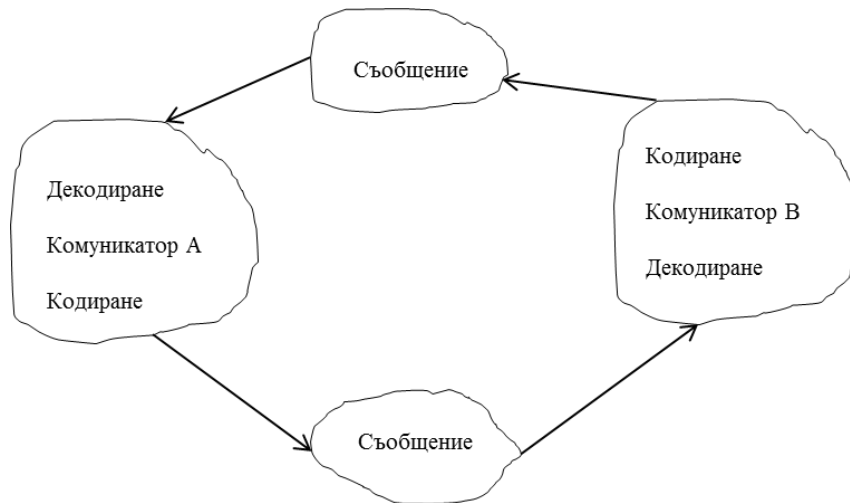 Съобщение
Декодиране
Комуникатор А
Кодиране
Кодиране
Комуникатор В
Декодиране
Съобщение